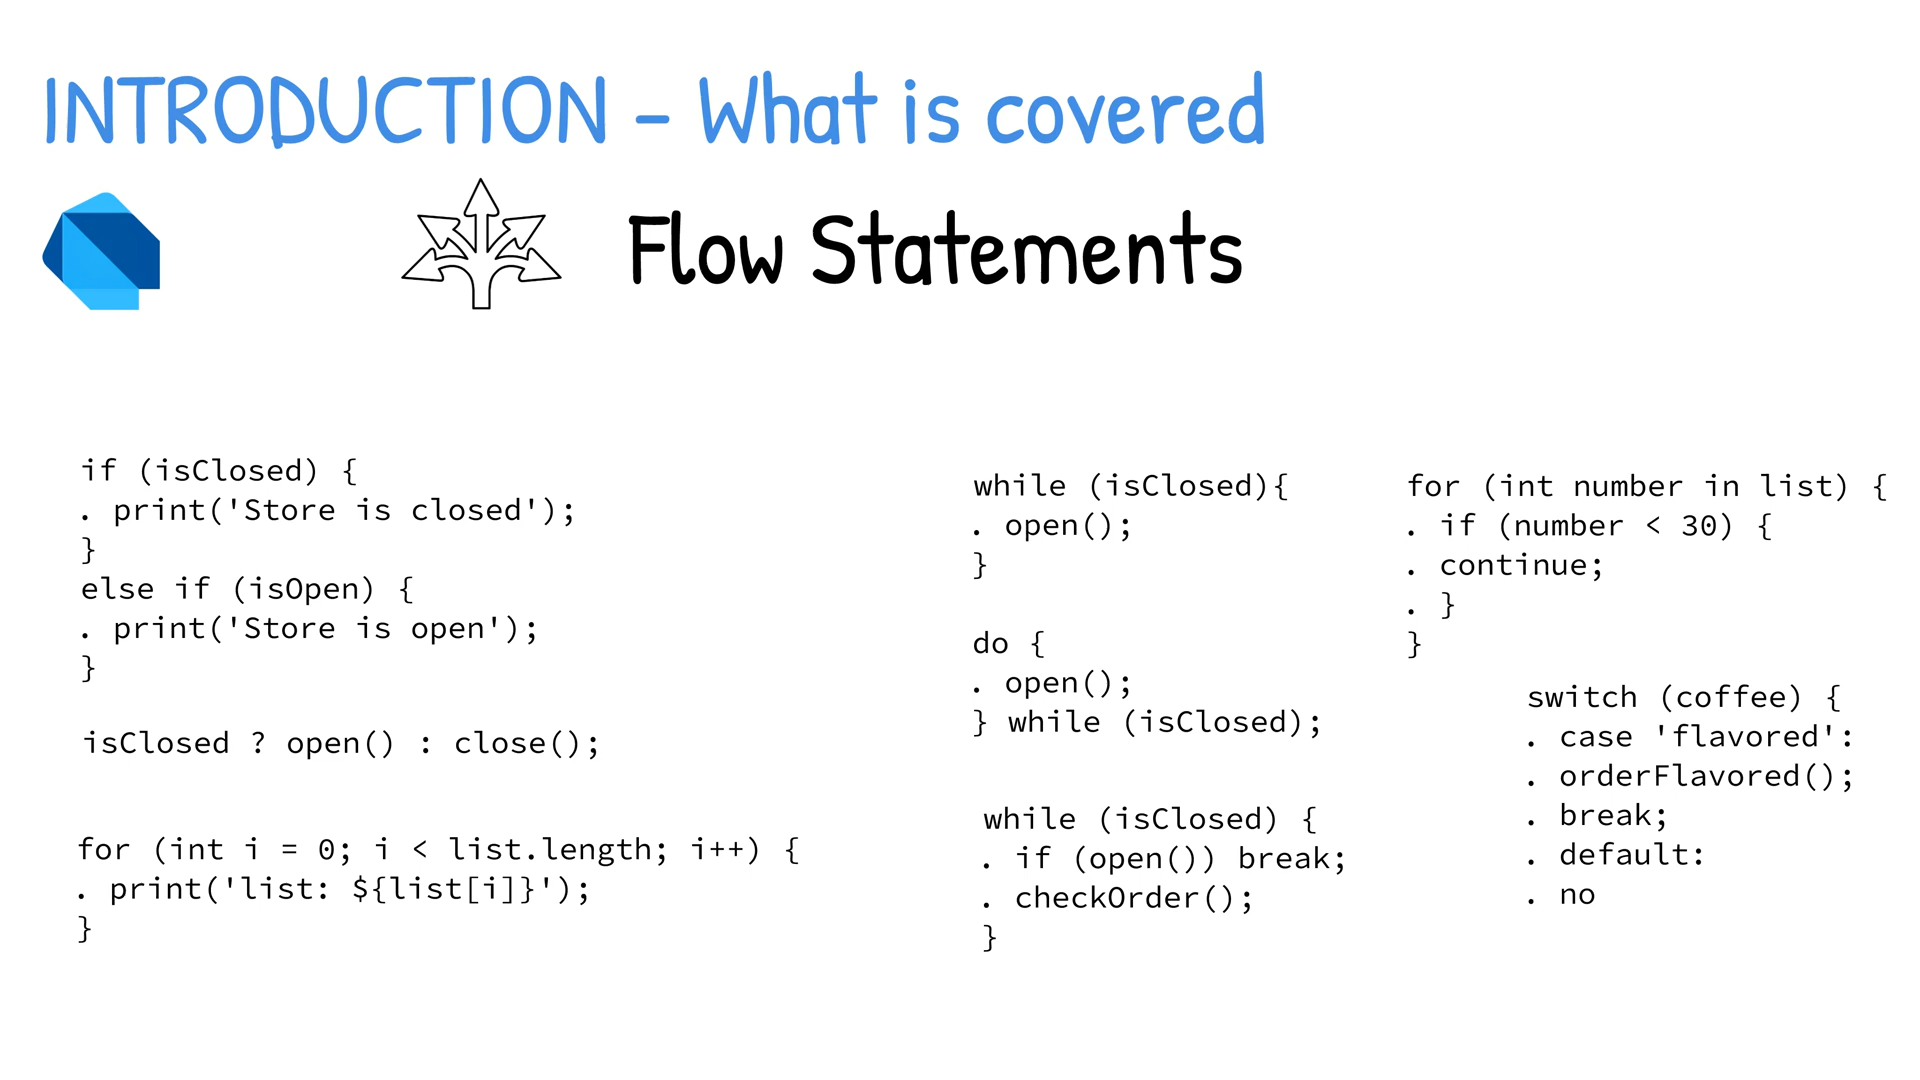 INTRODUCTION - What is covered
Flow Statements
if (isClosed) {
. print('Store is closed');
}
else if (isOpen) {
. print('Store is open');
}
isClosed ? open() : close();
for (int i = 0; i < list.length; i++) {
. print('list: ${list[i]}');
}
while (isClosed){
. open();
}
do {
. open();
} while (isClosed);
while (isClosed) {
. if (open()) break;
. checkOrder();
}
for (int number in list) {
. if (number < 30) {
. continue;
. }
}
switch (coffee) {
. case 'flavored':
. orderFlavored();
. break;
. default:
. no